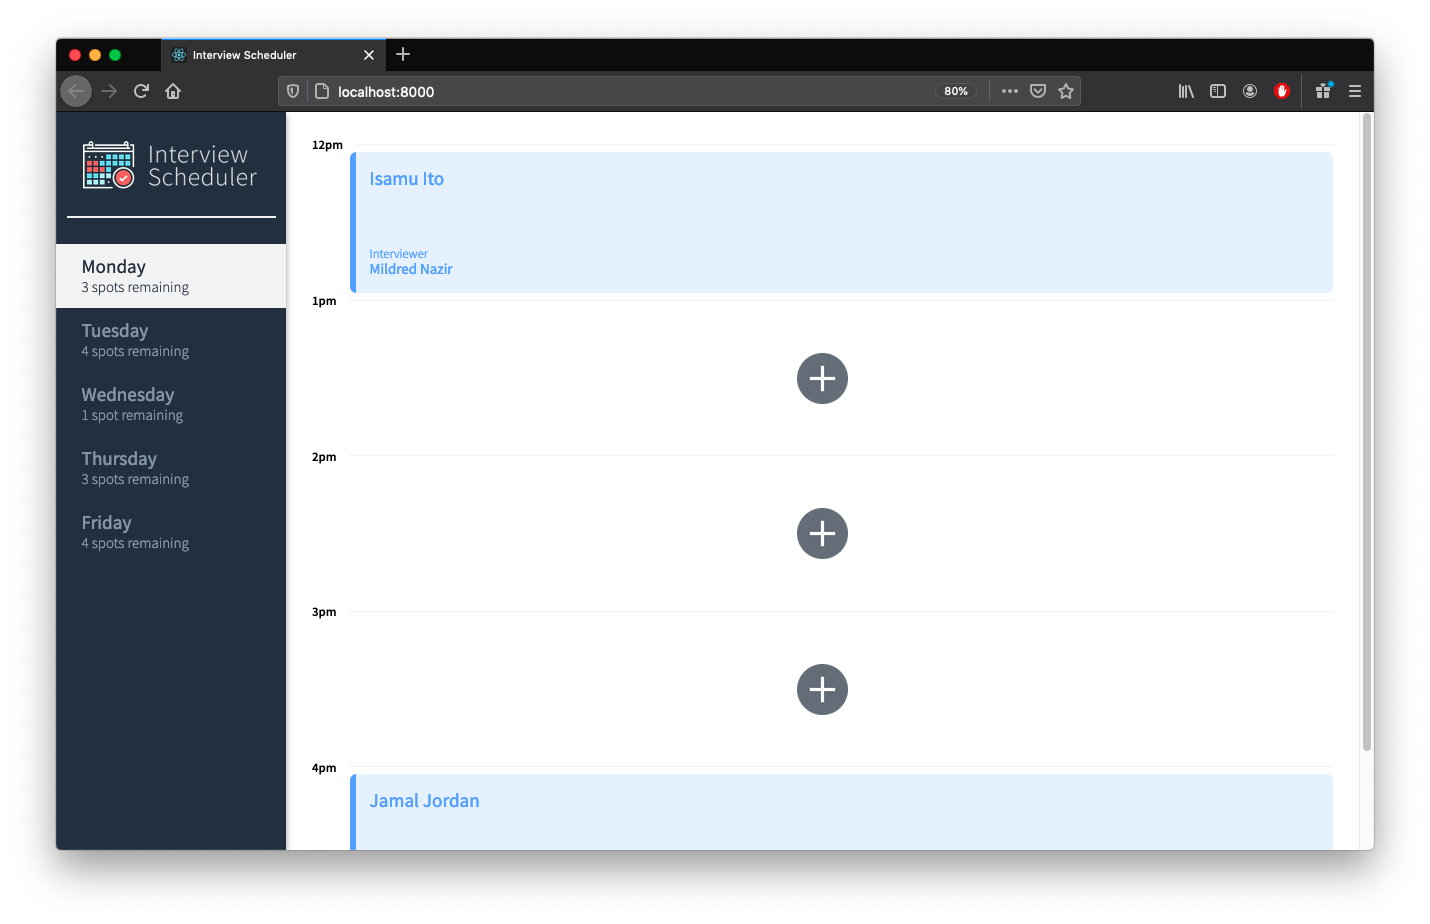 Interview Scheduler
localhost:8000
80%
Interview
Scheduler
Monday
3 spots remaining
Tuesday
4 spots remaining
Wednesday
1 spot remaining
Thursday
3 spots remaining
Friday
4 spots remaining
12pm
Isamu Ito
Interviewer
Mildred Nazir
1pm
2pm
3pm
4pm
Jamal Jordan